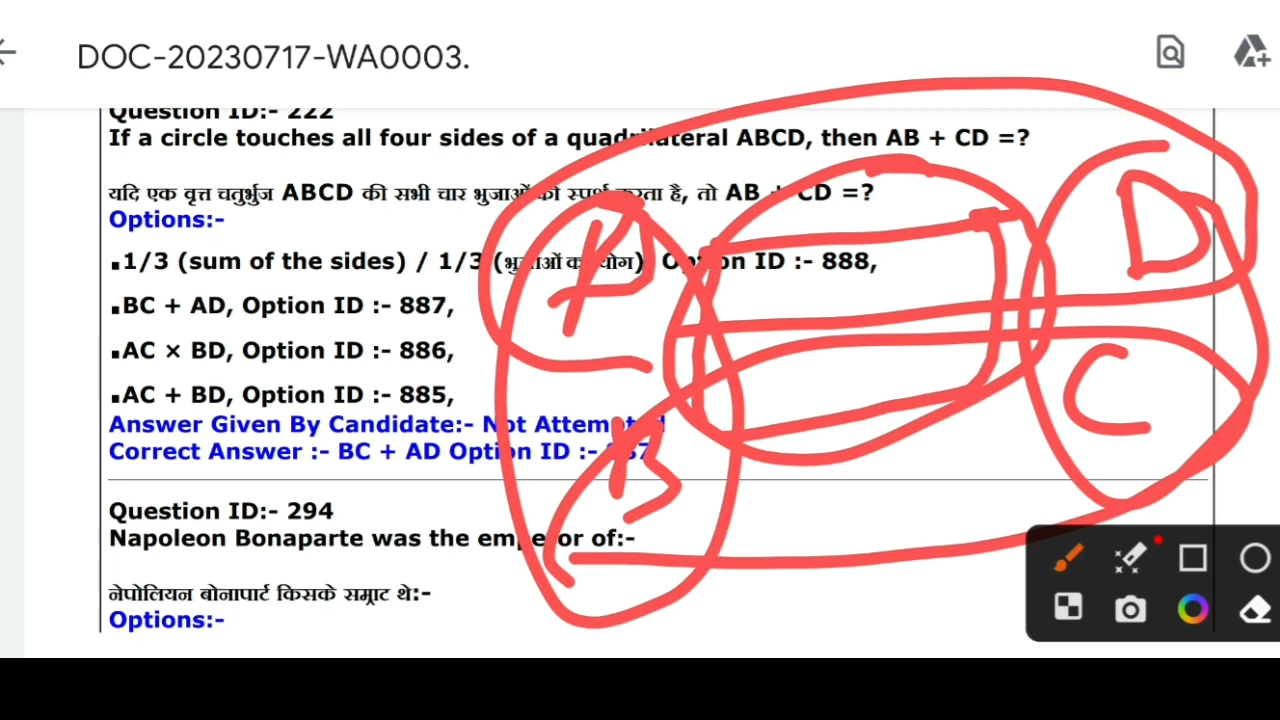 DOC-20230717-WA0003.
Question ID:- 222
If a circle touches all four sides of a quadrilateral ABCD, then AB + CD =?
यदि एक वृत्त चतुर्भुज ABCD की सभी चार भुजाओं को स्पर्श करता है, तो AB + CD =?
Options:-
▪1/3 (sum of the sides) / 1/3 (भुजाओं का योग), Option ID :- 888,
▪BC + AD, Option ID :- 887,
▪AC × BD, Option ID :- 886,
▪AC + BD, Option ID :- 885,
Answer Given By Candidate:- Not Attempted
Correct Answer :- BC + AD Option ID :- 887
Question ID:- 294
Napoleon Bonaparte was the emperor of:-
नेपोलियन बोनापार्ट किसके सम्राट थे:-
Options:-
A
D
B
C